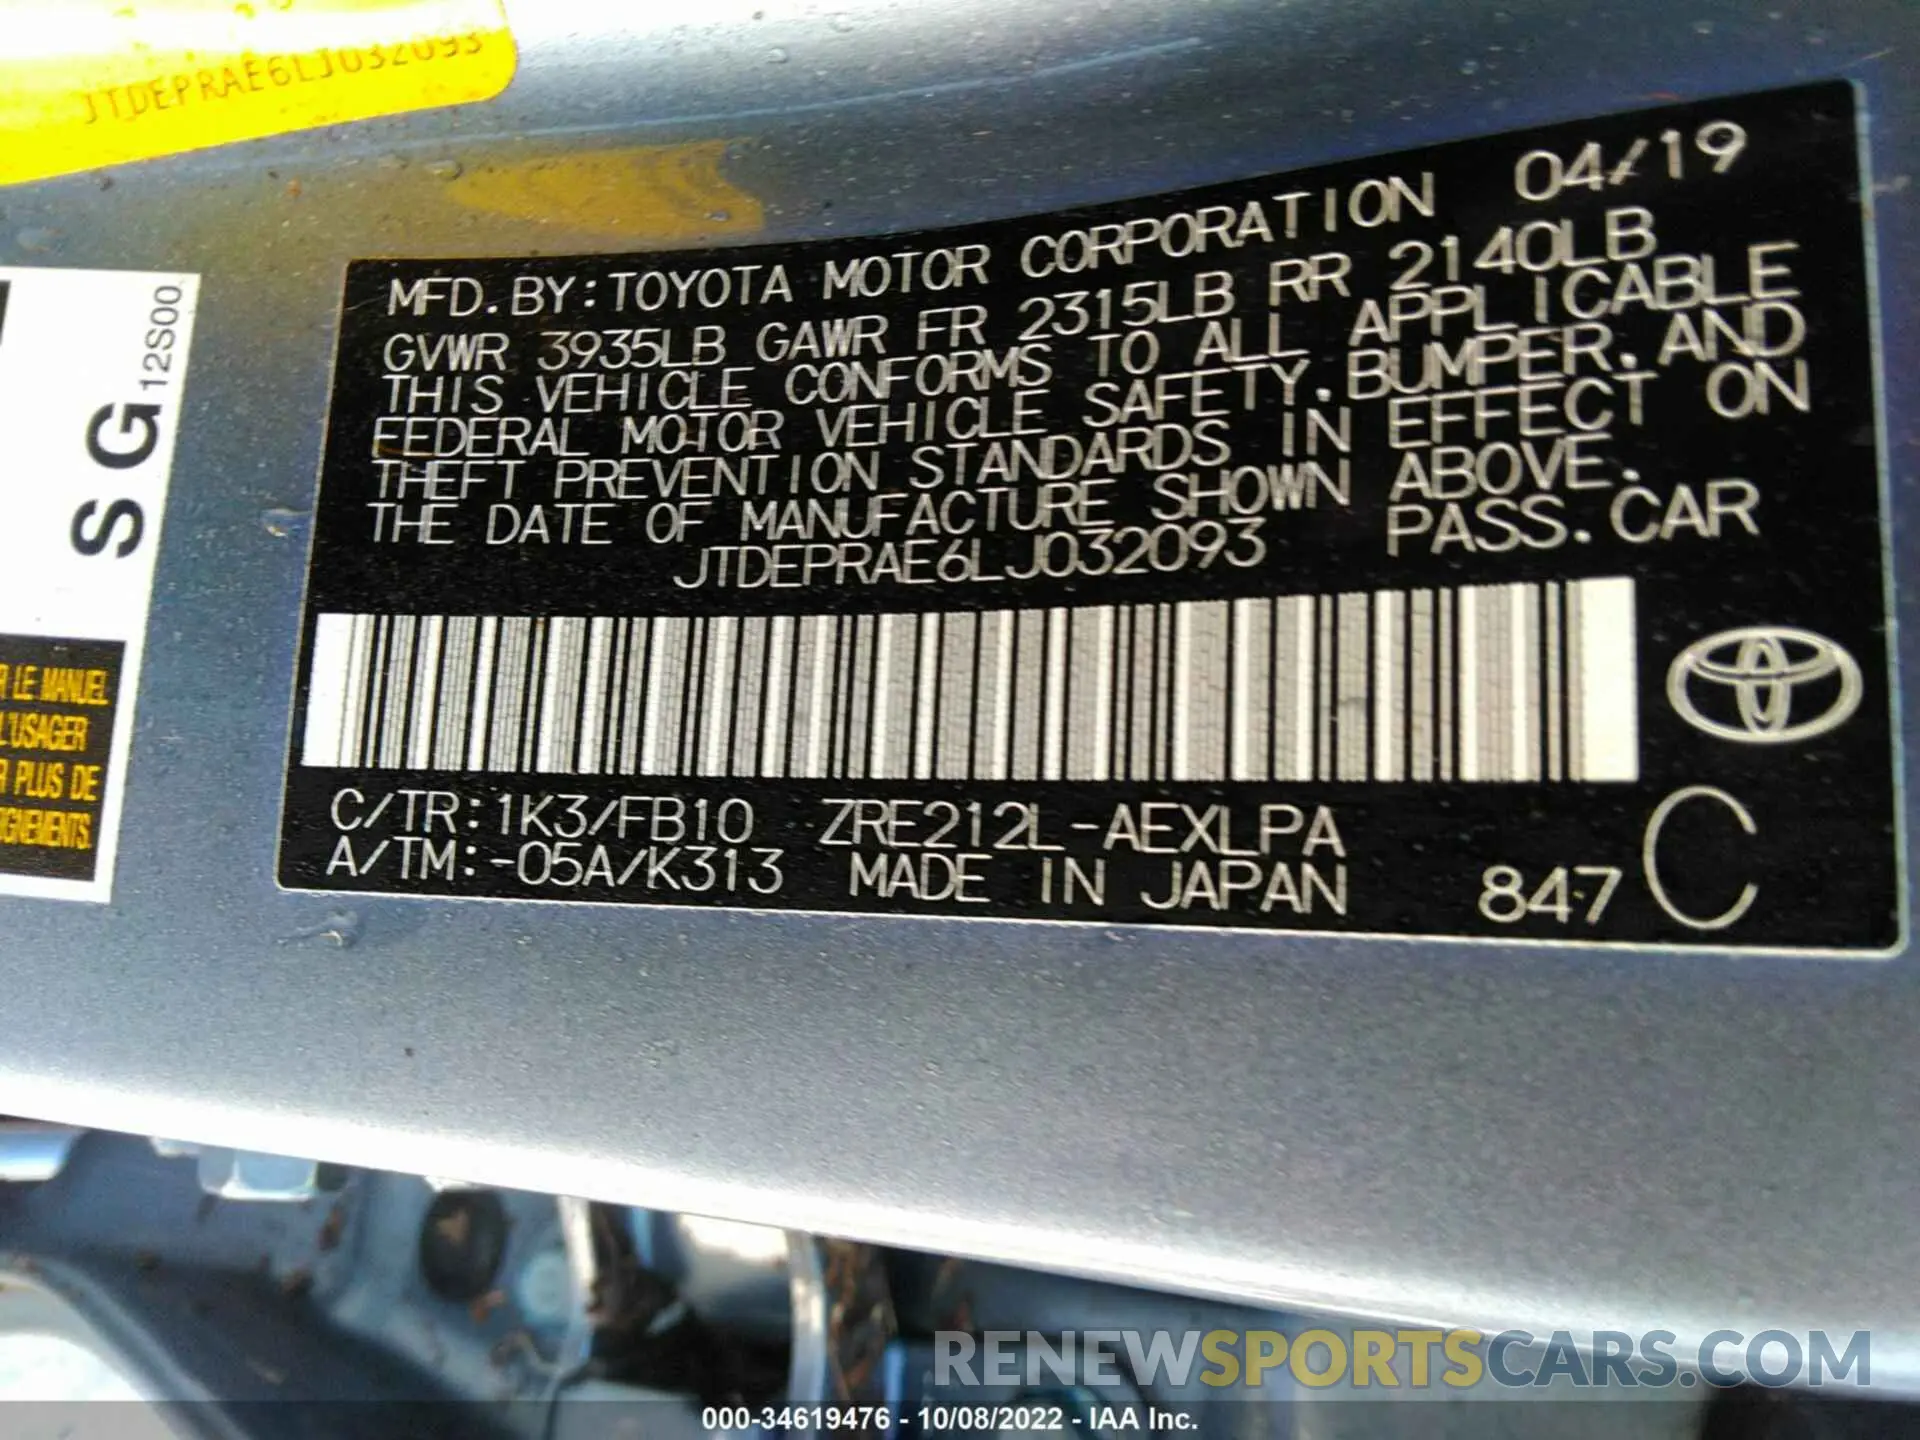 JTDEPRAE6LJ032093
MFD.BY:TOYOTA MOTOR CORPORATION 04/19
GVWR 3935LB GAWR FR 2315LB RR 2140LB
THIS VEHICLE CONFORMS TO ALL APPLICABLE
FEDERAL MOTOR VEHICLE SAFETY.BUMPER.AND
THEFT PREVENTION STANDARDS IN EFFECT ON
THE DATE OF MANUFACTURE SHOWN ABOVE.
JTDEPRAE6LJ032093 PASS.CAR
C/TR:1K3/FB10 ZRE212L-AEXLPA
A/TM:-05A/K313 MADE IN JAPAN 847 C
SG 12S00
R LE MANUEL
L'USAGER
R PLUS DE
IGNEMENTS.
RENEWSPORTSCARS.COM
000-34619476 - 10/08/2022 - IAA Inc.